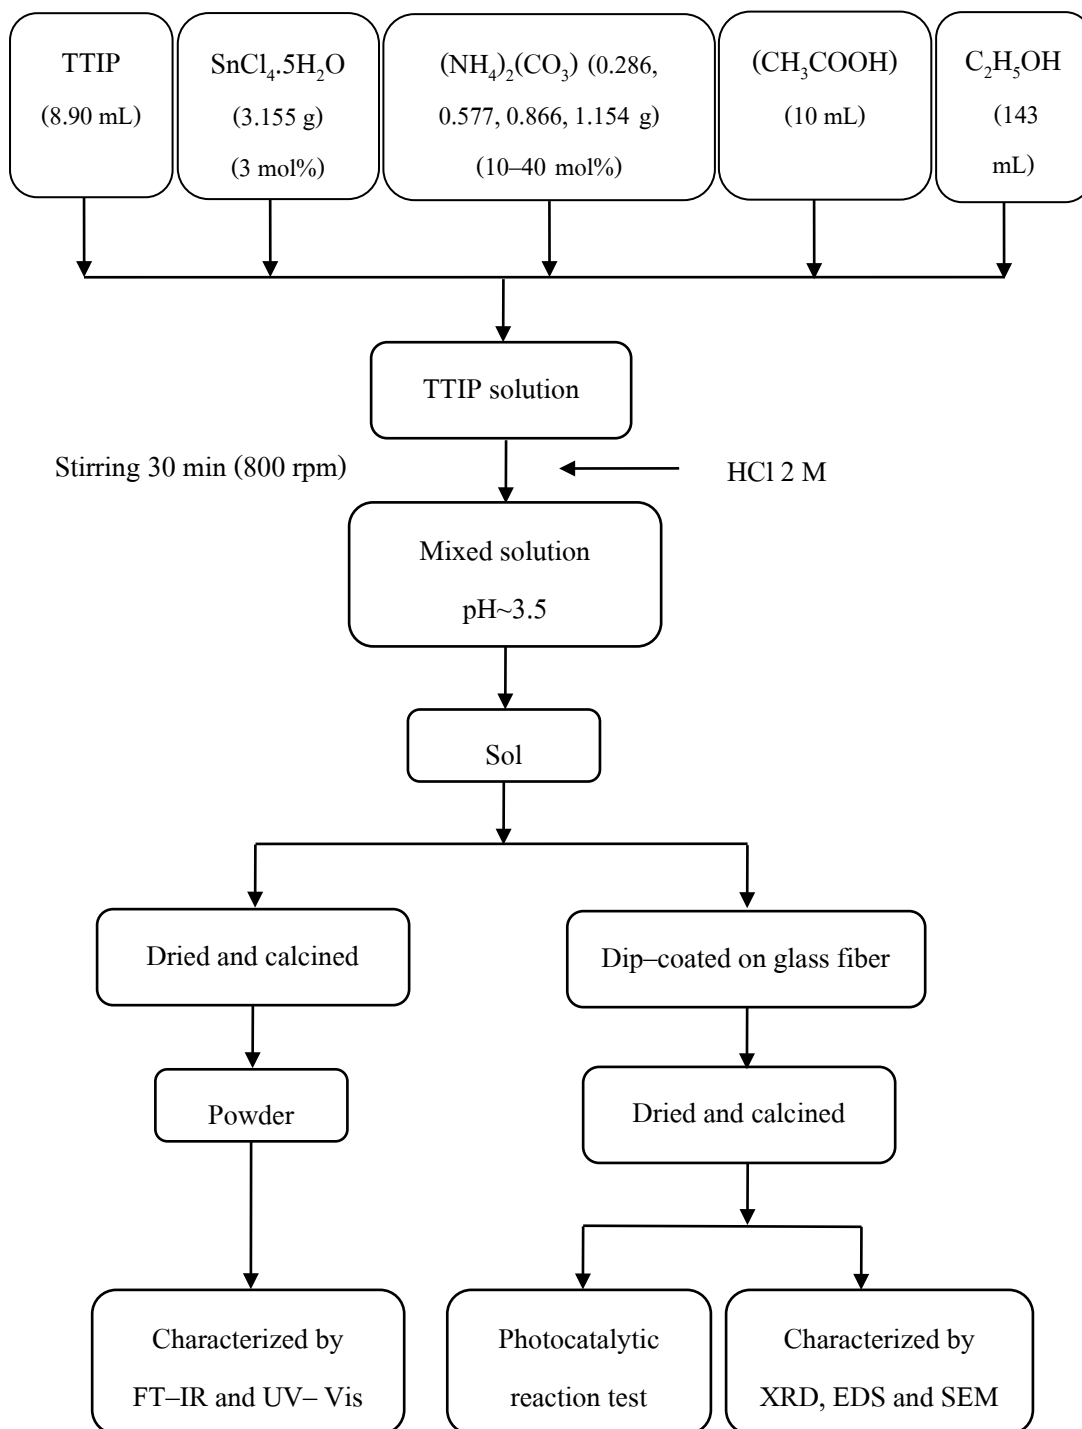 TTIP
(8.90 mL)
SnCl₄.5H₂O
(3.155 g)
(3 mol%)
(NH₄)₂(CO₃) (0.286,
0.577, 0.866, 1.154 g)
(10–40 mol%)
(CH₃COOH)
(10 mL)
C₂H₅OH
(143
mL)
TTIP solution
Stirring 30 min (800 rpm)
HCl 2 M
Mixed solution
pH~3.5
Sol
Dried and calcined
Dip–coated on glass fiber
Powder
Dried and calcined
Characterized by
FT–IR and UV– Vis
Photocatalytic
reaction test
Characterized by
XRD, EDS and SEM